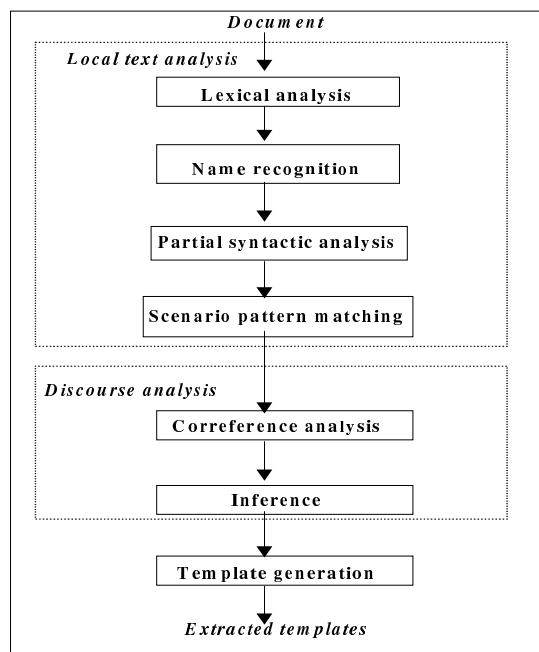 Document
Local text analysis
Lexical analysis
Name recognition
Partial syntactic analysis
Scenario pattern matching
Discourse analysis
Correference analysis
Inference
Template generation
Extracted templates